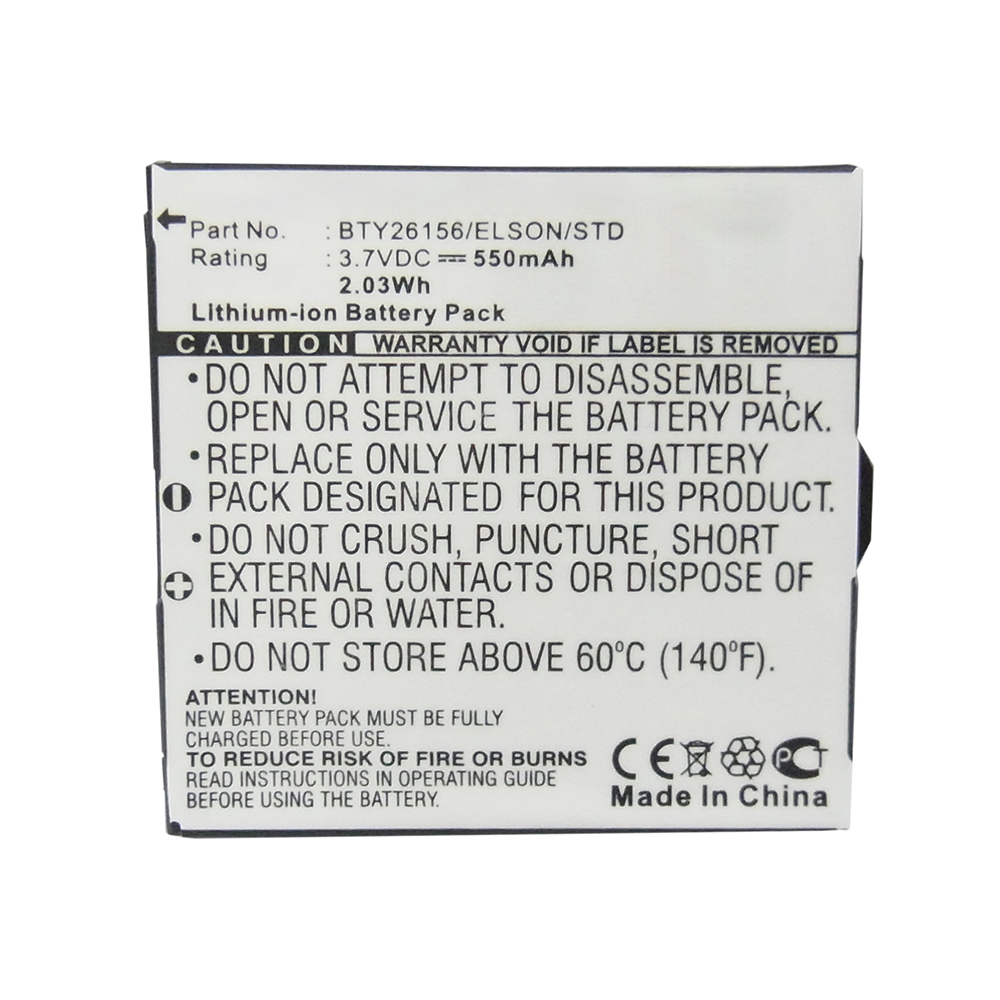 Part No. : BTY26156/ELSON/STD
Rating : 3.7VDC 550mAh
2.03Wh
Lithium-ion Battery Pack
CAUTION WARRANTY VOID IF LABEL IS REMOVED
•DO NOT ATTEMPT TO DISASSEMBLE,
OPEN OR SERVICE THE BATTERY PACK.
•REPLACE ONLY WITH THE BATTERY
PACK DESIGNATED FOR THIS PRODUCT.
•DO NOT CRUSH, PUNCTURE, SHORT
EXTERNAL CONTACTS OR DISPOSE OF
IN FIRE OR WATER.
•DO NOT STORE ABOVE 60°C (140°F).
ATTENTION!
NEW BATTERY PACK MUST BE FULLY
CHARGED BEFORE USE.
TO REDUCE RISK OF FIRE OR BURNS
READ INSTRUCTIONS IN OPERATING GUIDE
BEFORE USING THE BATTERY.
CE PCT
Made In China